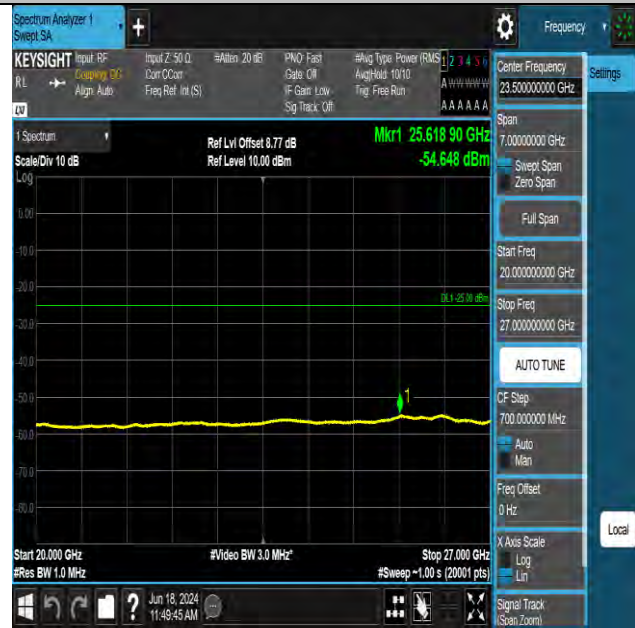 Spectrum Analyzer 1
Swept SA
+
Frequency
KEYSIGHT
RL
Input: RF
Coupling: DC
Align: Auto
Input Z: 50 Ω
Corr CCorr
Freq Ref: Int (S)
#Atten: 20 dB
PNO: Fast
Gate: Off
IF Gain: Low
Sig Track: Off
#Avg Type: Power (RMS
Avg|Hold: 10/10
Trig: Free Run
1 2 3 4 5 6
A W W W W W
A A A A A A
LXI
1 Spectrum
Scale/Div 10 dB
Ref Lvl Offset 8.77 dB
Ref Level 10.00 dBm
Mkr1 25.618 90 GHz
-54.648 dBm
Log
0.00
-10.0
-20.0
DL1 -25.00 dBm
-30.0
-40.0
-50.0
1
-60.0
-70.0
-80.0
Start 20.000 GHz
#Res BW 1.0 MHz
#Video BW 3.0 MHz*
Stop 27.000 GHz
#Sweep ~1.00 s (20001 pts)
Jun 18, 2024
11:49:45 AM
?
Center Frequency
23.500000000 GHz
Settings
Span
7.00000000 GHz
Swept Span
Zero Span
Full Span
Start Freq
20.000000000 GHz
Stop Freq
27.000000000 GHz
AUTO TUNE
CF Step
700.000000 MHz
Auto
Man
Freq Offset
0 Hz
X Axis Scale
Log
Lin
Signal Track
(Span Zoom)
Local